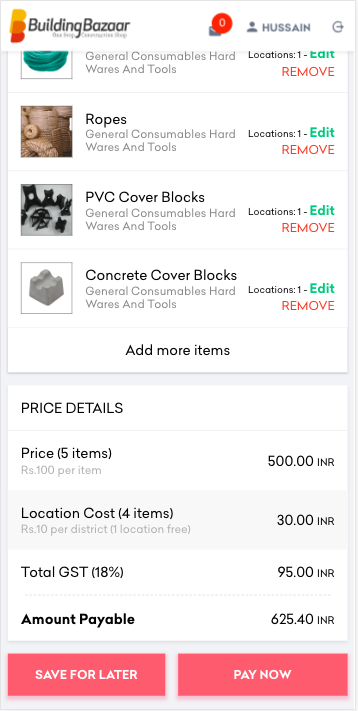 BuildingBazaar
One Stop Construction Shop
0
HUSSAIN
General Consumables Hard
Wares And Tools
Locations: 1 - Edit
REMOVE
Ropes
General Consumables Hard
Wares And Tools
Locations: 1 - Edit
REMOVE
PVC Cover Blocks
General Consumables Hard
Wares And Tools
Locations: 1 - Edit
REMOVE
Concrete Cover Blocks
General Consumables Hard
Wares And Tools
Locations: 1 - Edit
REMOVE
Add more items
PRICE DETAILS
Price (5 items)
500.00 INR
Rs.100 per item
Location Cost (4 items)
30.00 INR
Rs.10 per district (1 location free)
Total GST (18%)
95.00 INR
Amount Payable
625.40 INR
SAVE FOR LATER
PAY NOW